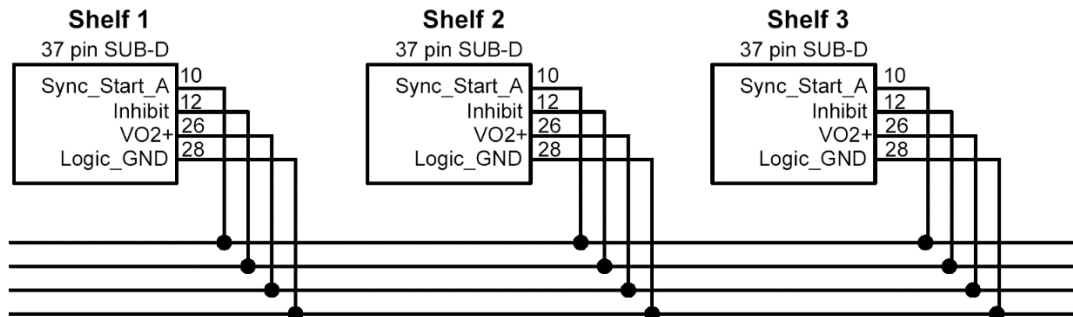 Shelf 1
37 pin SUB-D
Sync_Start_A 10
Inhibit 12
VO2+ 26
Logic_GND 28
Shelf 2
37 pin SUB-D
Sync_Start_A 10
Inhibit 12
VO2+ 26
Logic_GND 28
Shelf 3
37 pin SUB-D
Sync_Start_A 10
Inhibit 12
VO2+ 26
Logic_GND 28